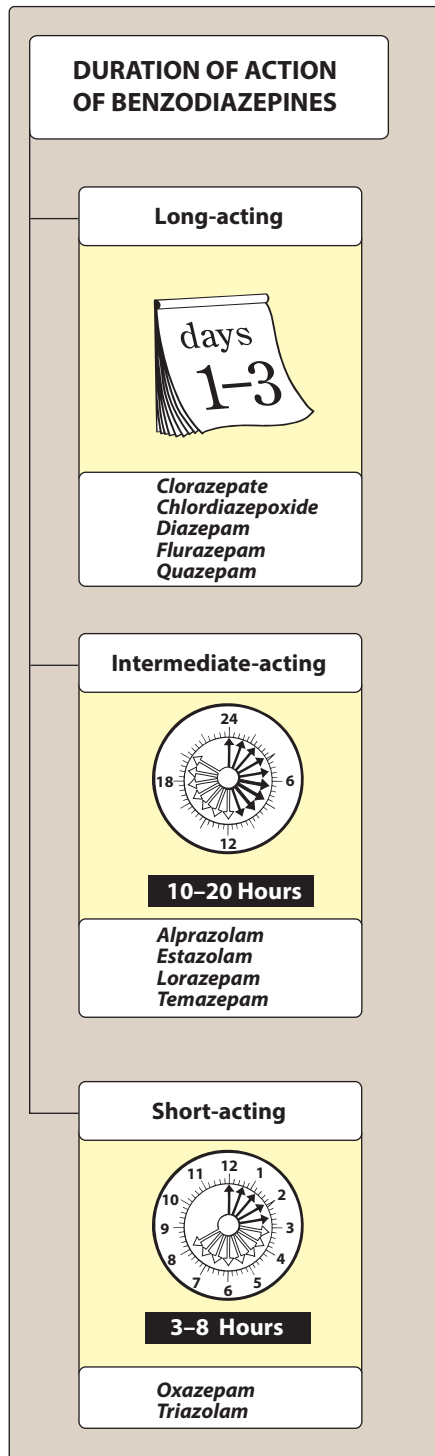 DURATION OF ACTION
OF BENZODIAZEPINES
Long-acting
days
1–3
Clorazepate
Chlordiazepoxide
Diazepam
Flurazepam
Quazepam
Intermediate-acting
24
18
6
12
10–20 Hours
Alprazolam
Estazolam
Lorazepam
Temazepam
Short-acting
12
11
1
10
2
9
3
8
4
7
5
6
3–8 Hours
Oxazepam
Triazolam